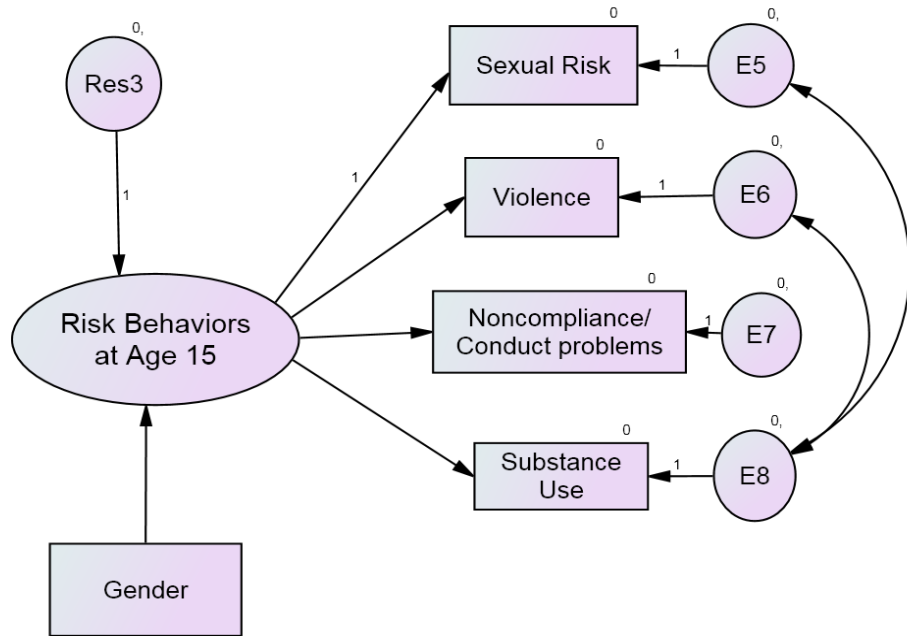 0,
Res3
1
Risk Behaviors
at Age 15
Gender
1
0
Sexual Risk
1
0,
E5
0
Violence
1
0,
E6
0
Noncompliance/
Conduct problems
1
0,
E7
0
Substance
Use
1
0,
E8